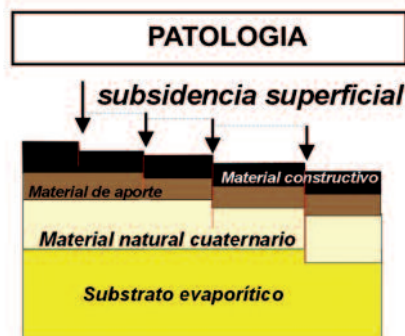 PATOLOGIA
subsidencia superficial
Material constructivo
Material de aporte
Material natural cuaternario
Substrato evaporítico